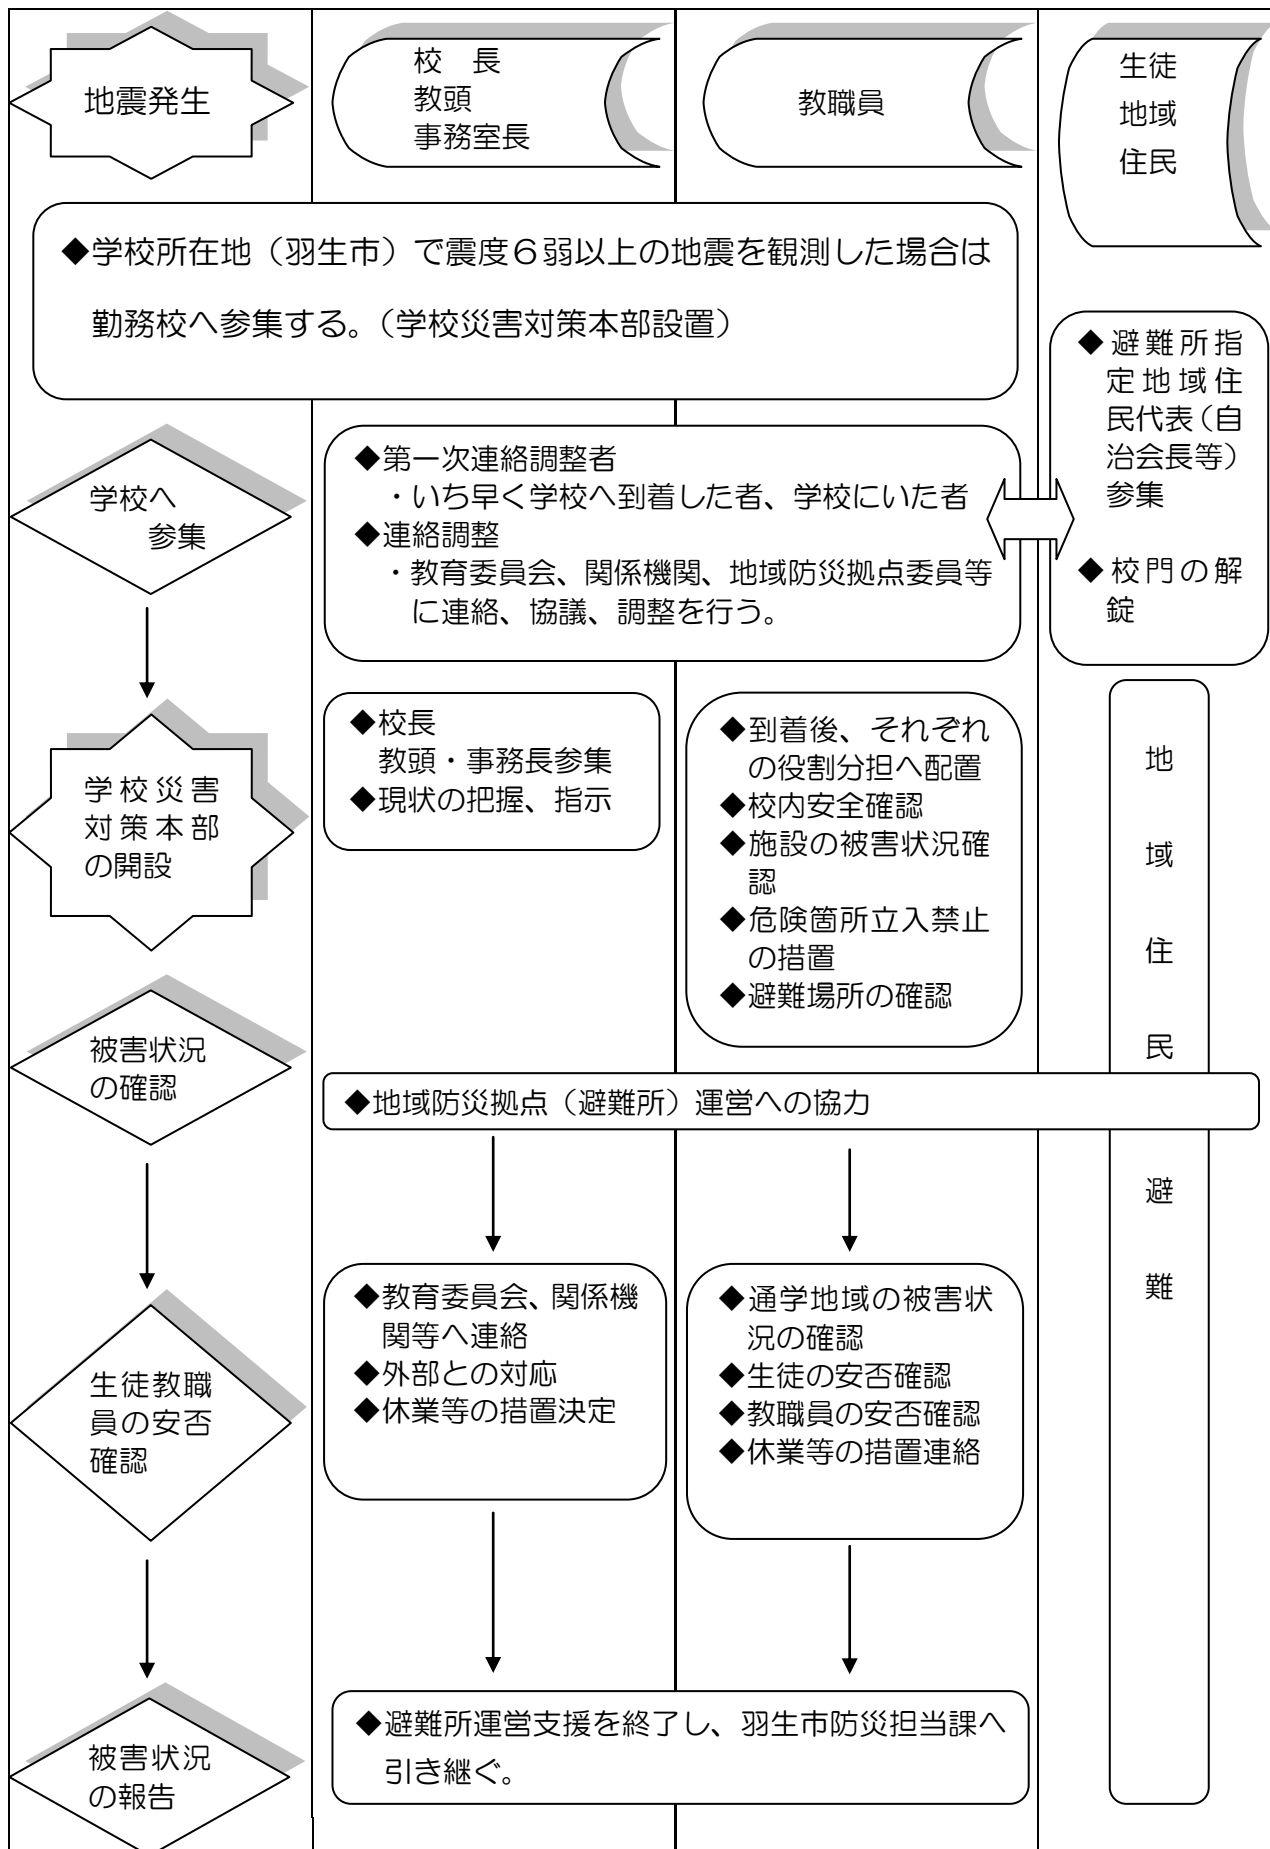 地震発生
校　長
教頭
事務室長
教職員
生徒
地域
住民
◆学校所在地（羽生市）で震度６弱以上の地震を観測した場合は
勤務校へ参集する。（学校災害対策本部設置）
◆避難所指
定地域住
民代表（自
治会長等）
参集
◆校門の解
錠
学校へ
参集
◆第一次連絡調整者
・いち早く学校へ到着した者、学校にいた者
◆連絡調整
・教育委員会、関係機関、地域防災拠点委員等
に連絡、協議、調整を行う。
学校災害
対策本部
の開設
◆校長
教頭・事務長参集
◆現状の把握、指示
◆到着後、それぞれ
の役割分担へ配置
◆校内安全確認
◆施設の被害状況確
認
◆危険箇所立入禁止
の措置
◆避難場所の確認
地域住民避難
被害状況
の確認
◆地域防災拠点（避難所）運営への協力
生徒教職
員の安否
確認
◆教育委員会、関係機
関等へ連絡
◆外部との対応
◆休業等の措置決定
◆通学地域の被害状
況の確認
◆生徒の安否確認
◆教職員の安否確認
◆休業等の措置連絡
被害状況
の報告
◆避難所運営支援を終了し、羽生市防災担当課へ
引き継ぐ。